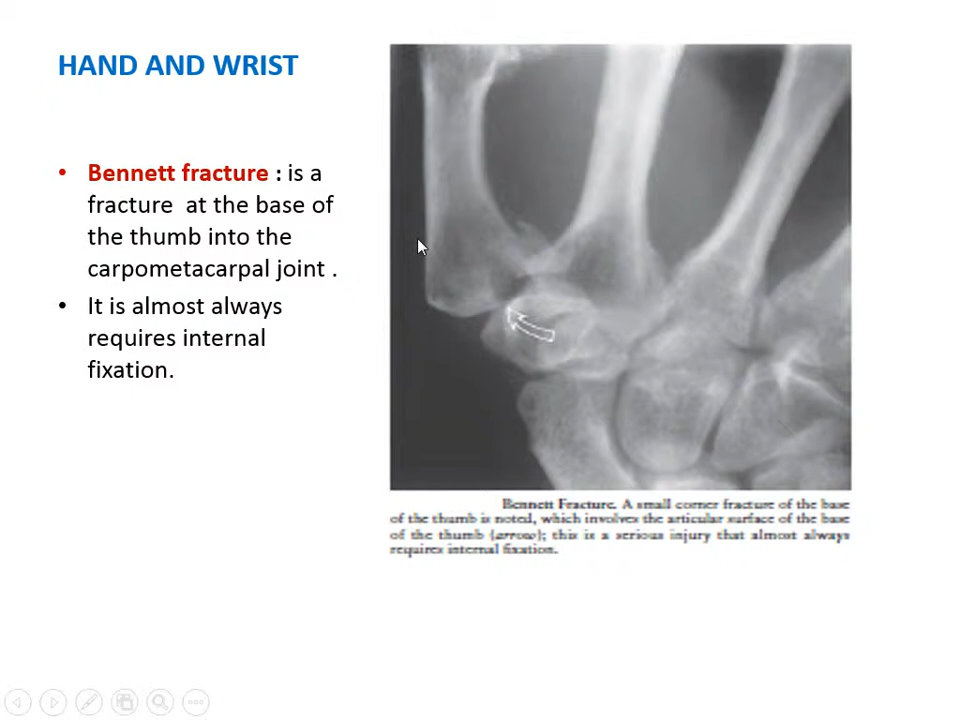 HAND AND WRIST
• Bennett fracture : is a
fracture at the base of
the thumb into the
carpometacarpal joint .
• It is almost always
requires internal
fixation.
Bennett Fracture. A small corner fracture of the base
of the thumb is noted, which involves the articular surface of the base
of the thumb (arrow); this is a serious injury that almost always
requires internal fixation.